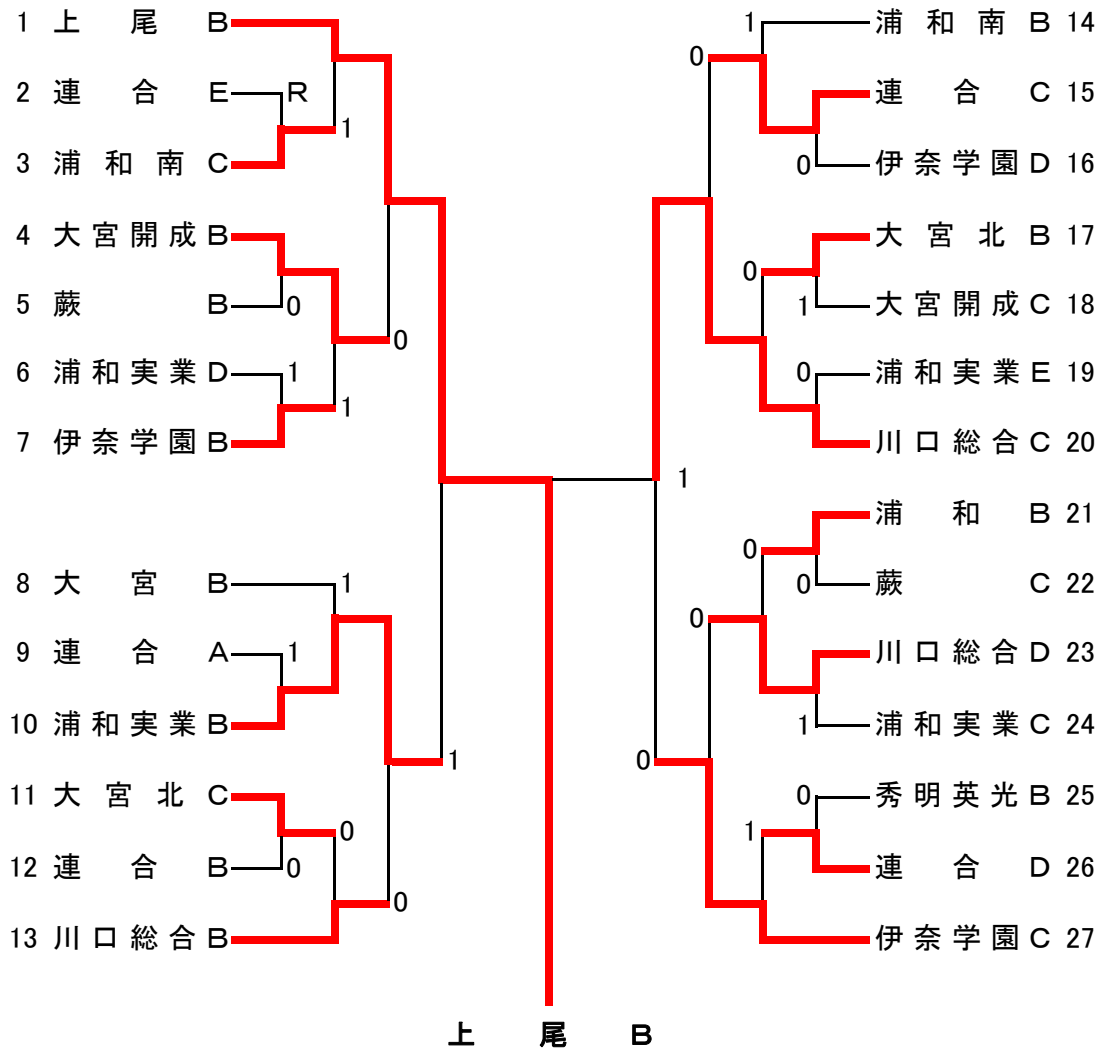 1 上尾 B 1 浦和南 B 14
0
2 連合 E R 連合 C 15
1
3 浦和南 C 0 伊奈学園 D 16
4 大宮開成 B 大宮北 B 17
0
5 蕨 B 0 1 大宮開成 C 18
0
6 浦和実業 D 1 0 浦和実業 E 19
1
7 伊奈学園 B 川口総合 C 20
1
浦和 B 21
0
8 大宮 B 1 0 蕨 C 22
0
9 連合 A 1 川口総合 D 23
10 浦和実業 B 1 浦和実業 C 24
1 0
11 大宮北 C 0 秀明英光 B 25
0 1
12 連合 B 0 連合 D 26
0
13 川口総合 B 伊奈学園 C 27
上尾 B